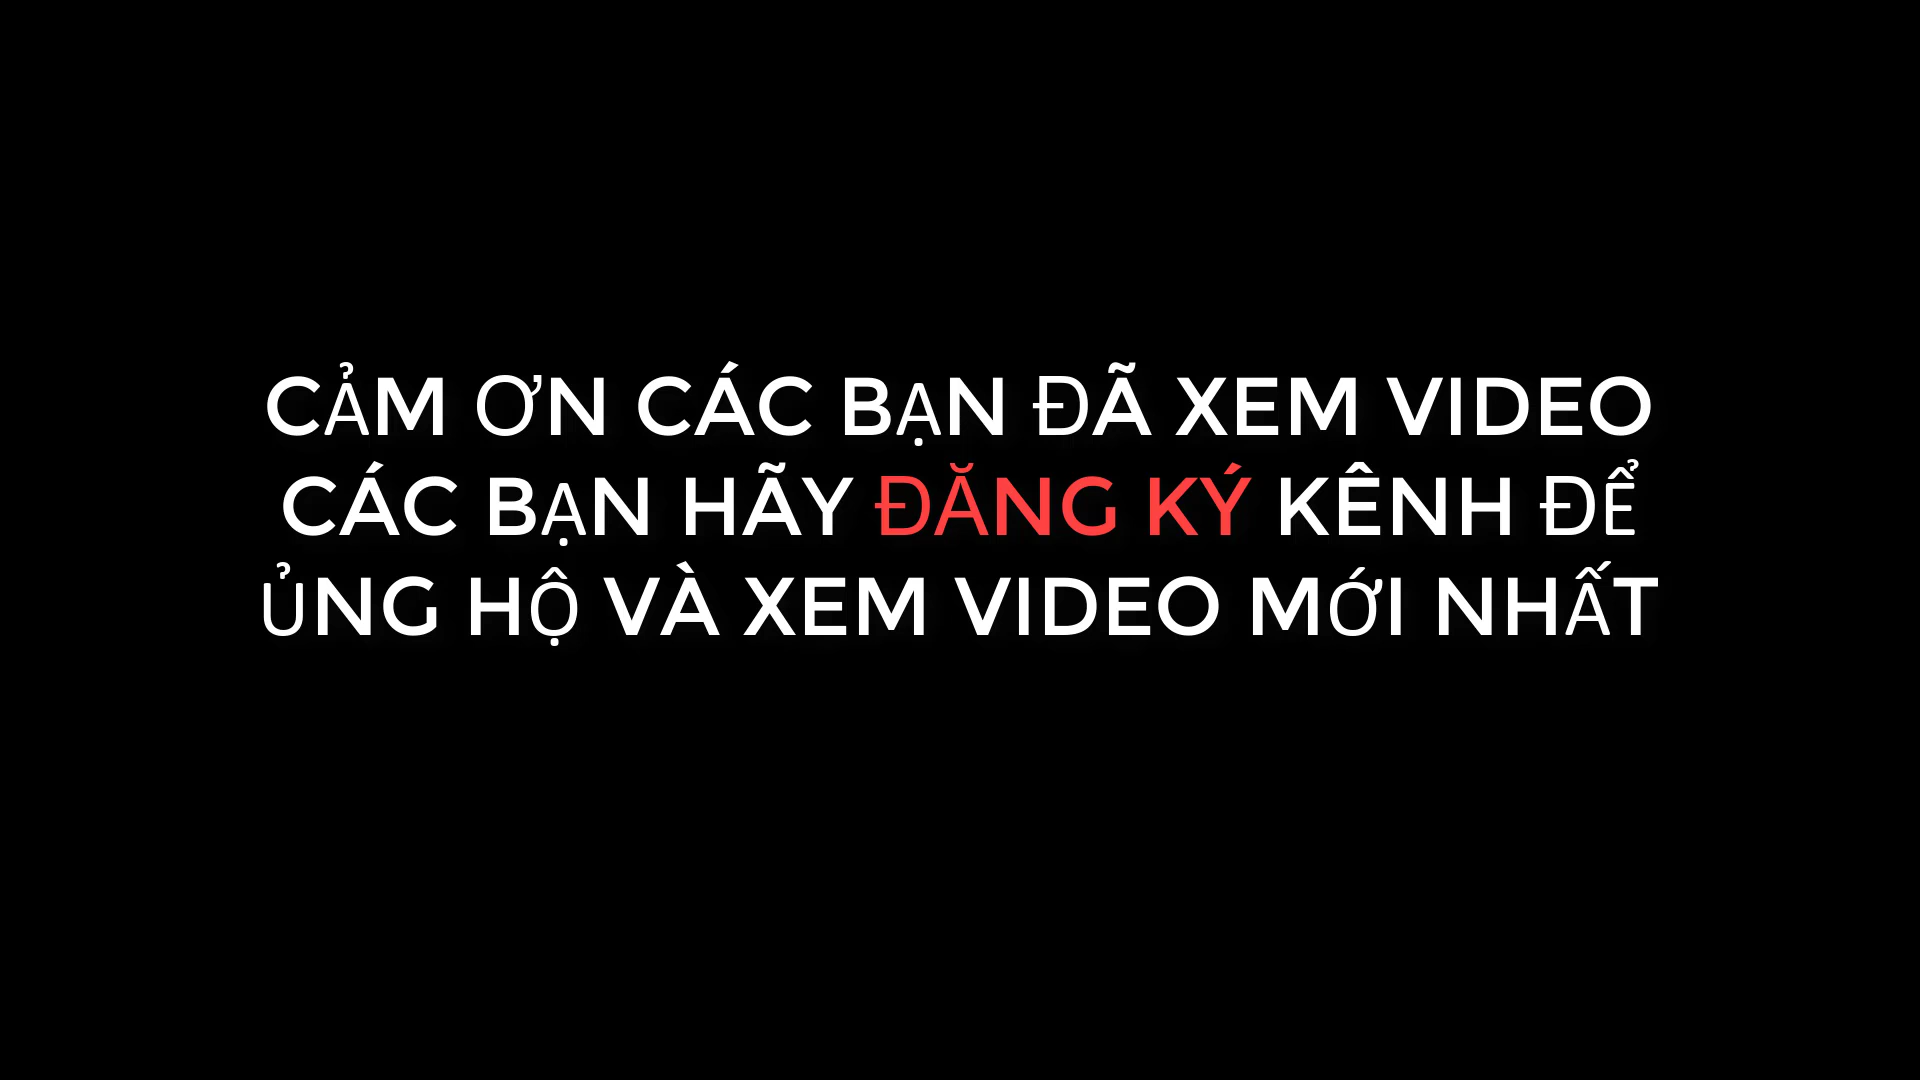 CẢM ƠN CÁC BẠN ĐÃ XEM VIDEO
CÁC BẠN HÃY ĐĂNG KÝ KÊNH ĐỂ
ỦNG HỘ VÀ XEM VIDEO MỚI NHẤT